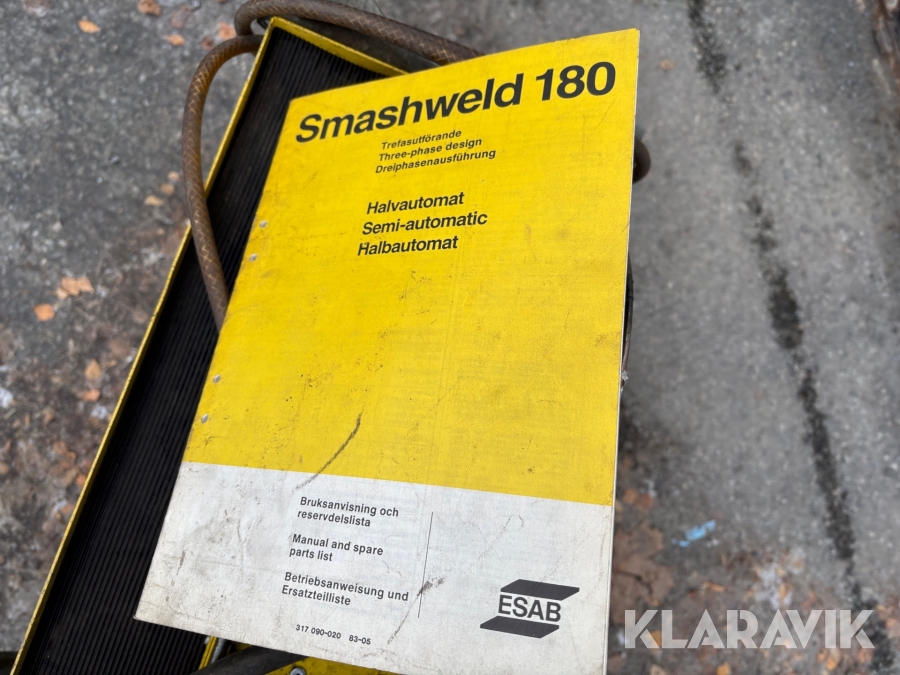 Smashweld 180
Trefasutförande
Three-phase design
Dreiphasenausführung
Halvautomat
Semi-automatic
Halbautomat
Bruksanvisning och
reservdelslista
Manual and spare
parts list
Betriebsanweisung und
Ersatzteilliste
317 090-020 83-05
ESAB
KLARAVIK